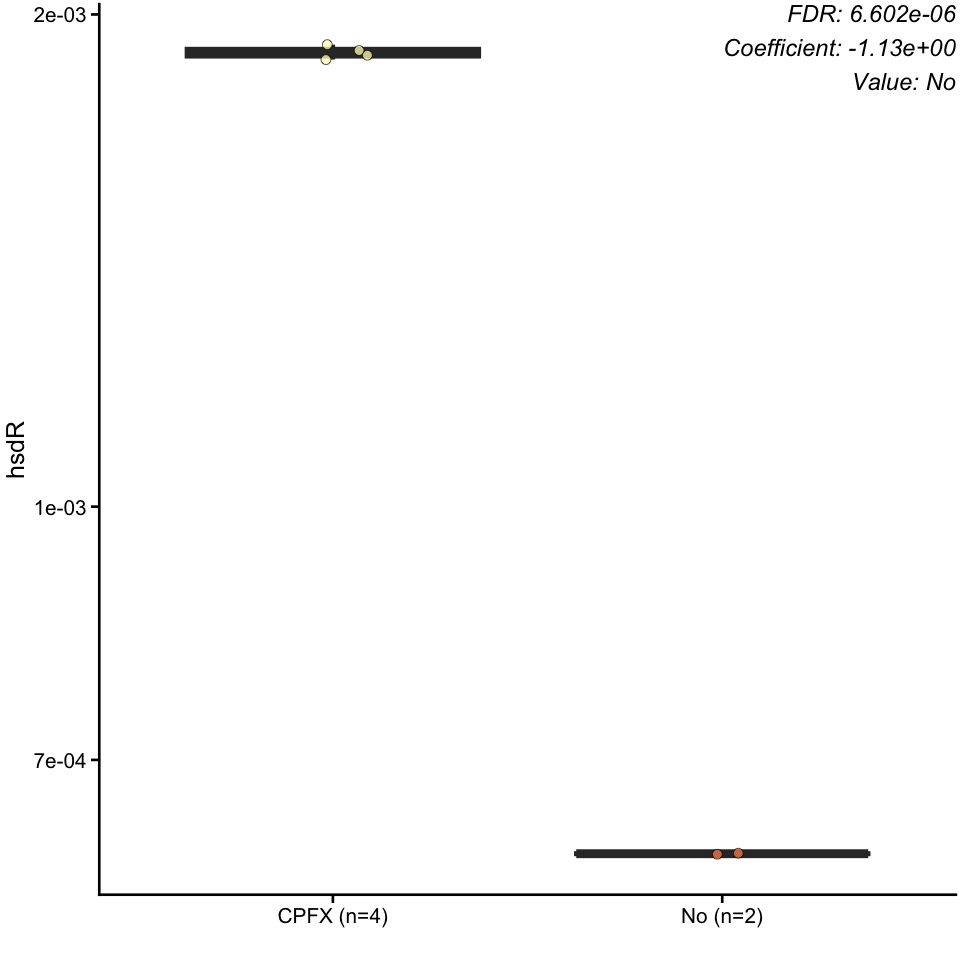 FDR: 6.602e-06
Coefficient: -1.13e+00
Value: No
2e-03
1e-03
7e-04
hsdR
CPFX (n=4)
No (n=2)